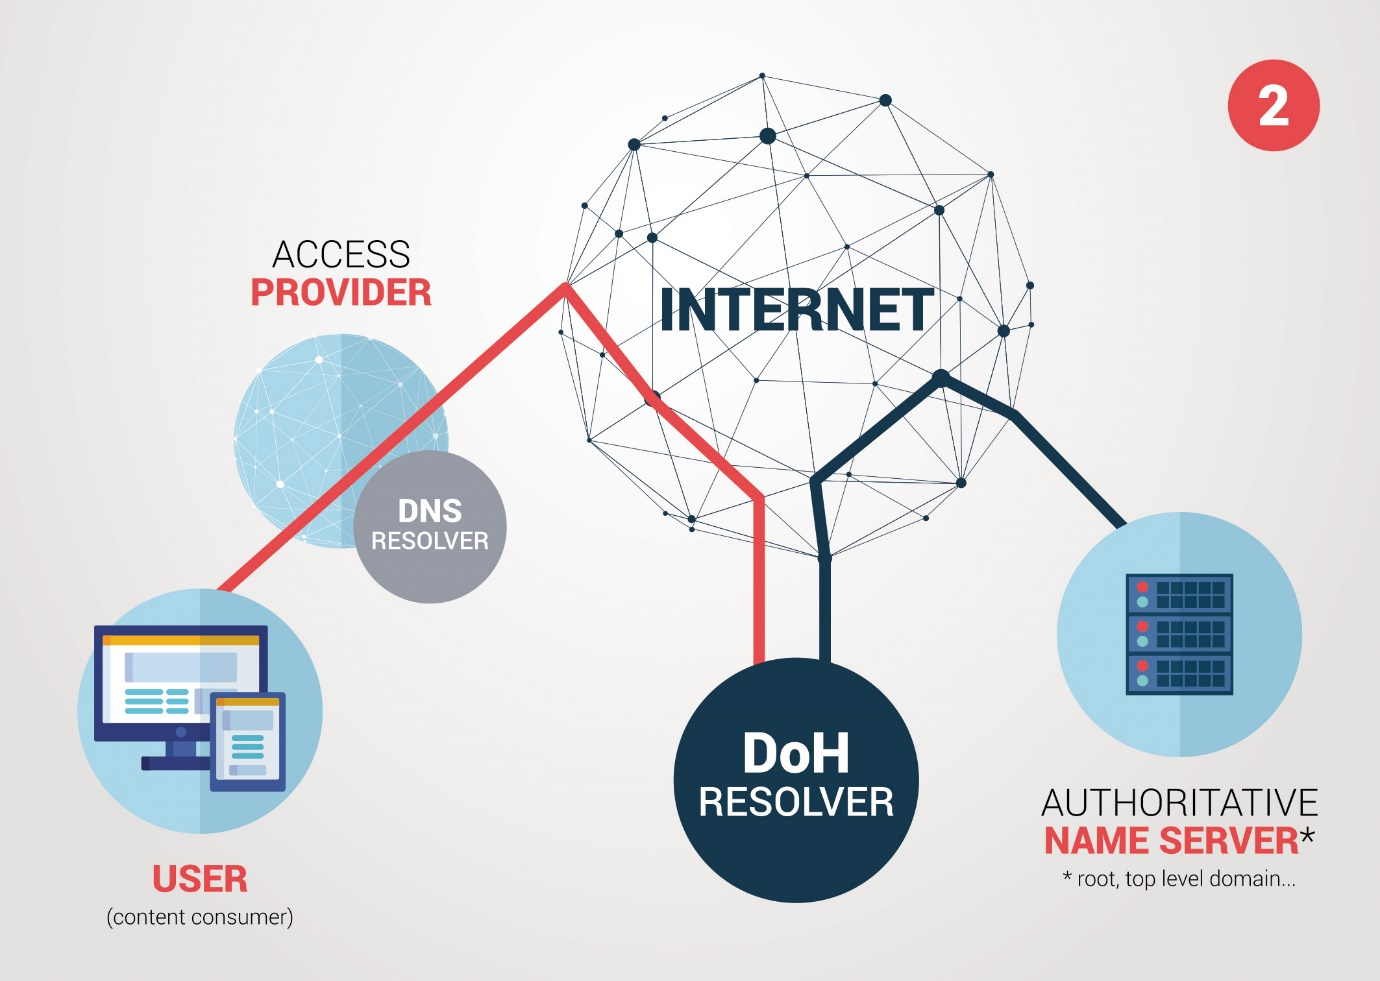 2
ACCESS
PROVIDER
INTERNET
DNS
RESOLVER
DoH
RESOLVER
AUTHORITATIVE
NAME SERVER*
* root, top level domain...
USER
(content consumer)